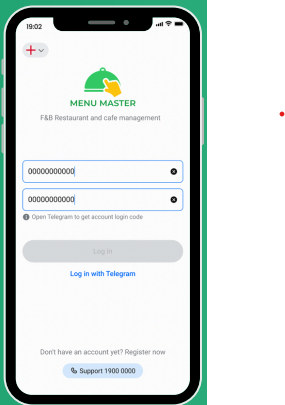 19:02
MENU MASTER
F&B Restaurant and cafe management
00000000000
00000000000
Open Telegram to get account login code
Log in
Log in with Telegram
Don't have an account yet? Register now
Support 1900 0000